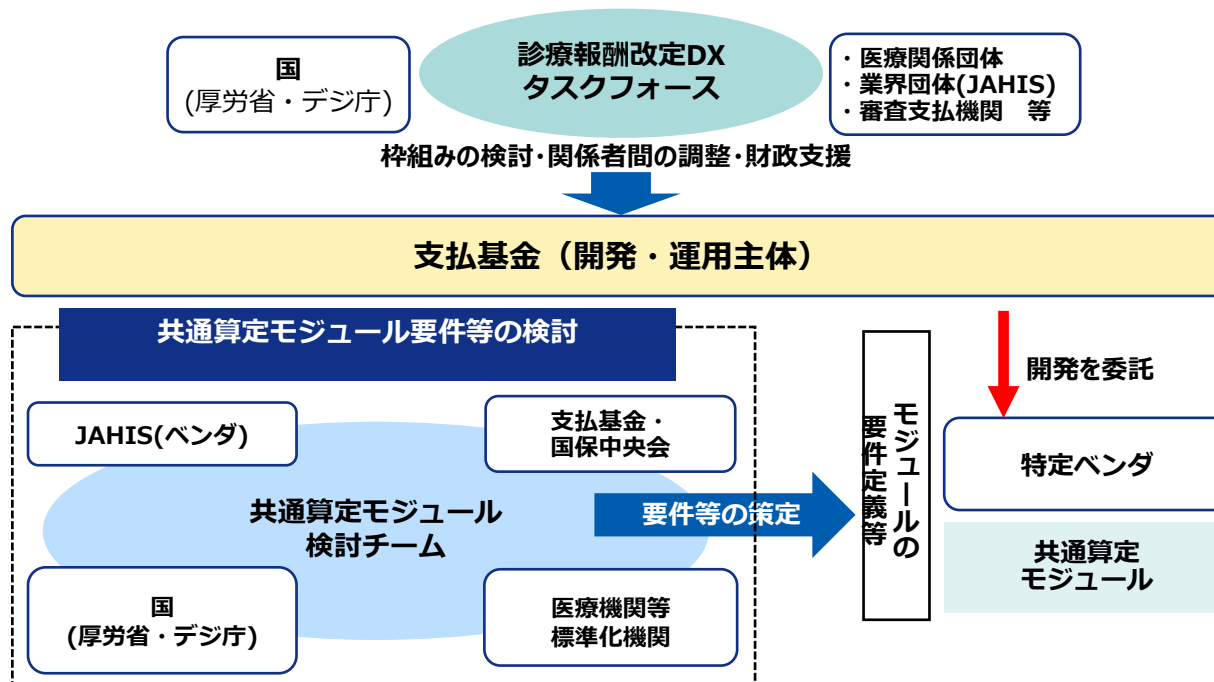 国
(厚労省・デジ庁)
診療報酬改定DX
タスクフォース
・医療関係団体
・業界団体(JAHIS)
・審査支払機関　等
枠組みの検討・関係者間の調整・財政支援
支払基金（開発・運用主体）
共通算定モジュール要件等の検討
JAHIS(ベンダ)
支払基金・
国保中央会
共通算定モジュール
検討チーム
国
(厚労省・デジ庁)
医療機関等
標準化機関
要件等の策定
モジュールの
要件定義等
開発を委託
特定ベンダ
共通算定
モジュール